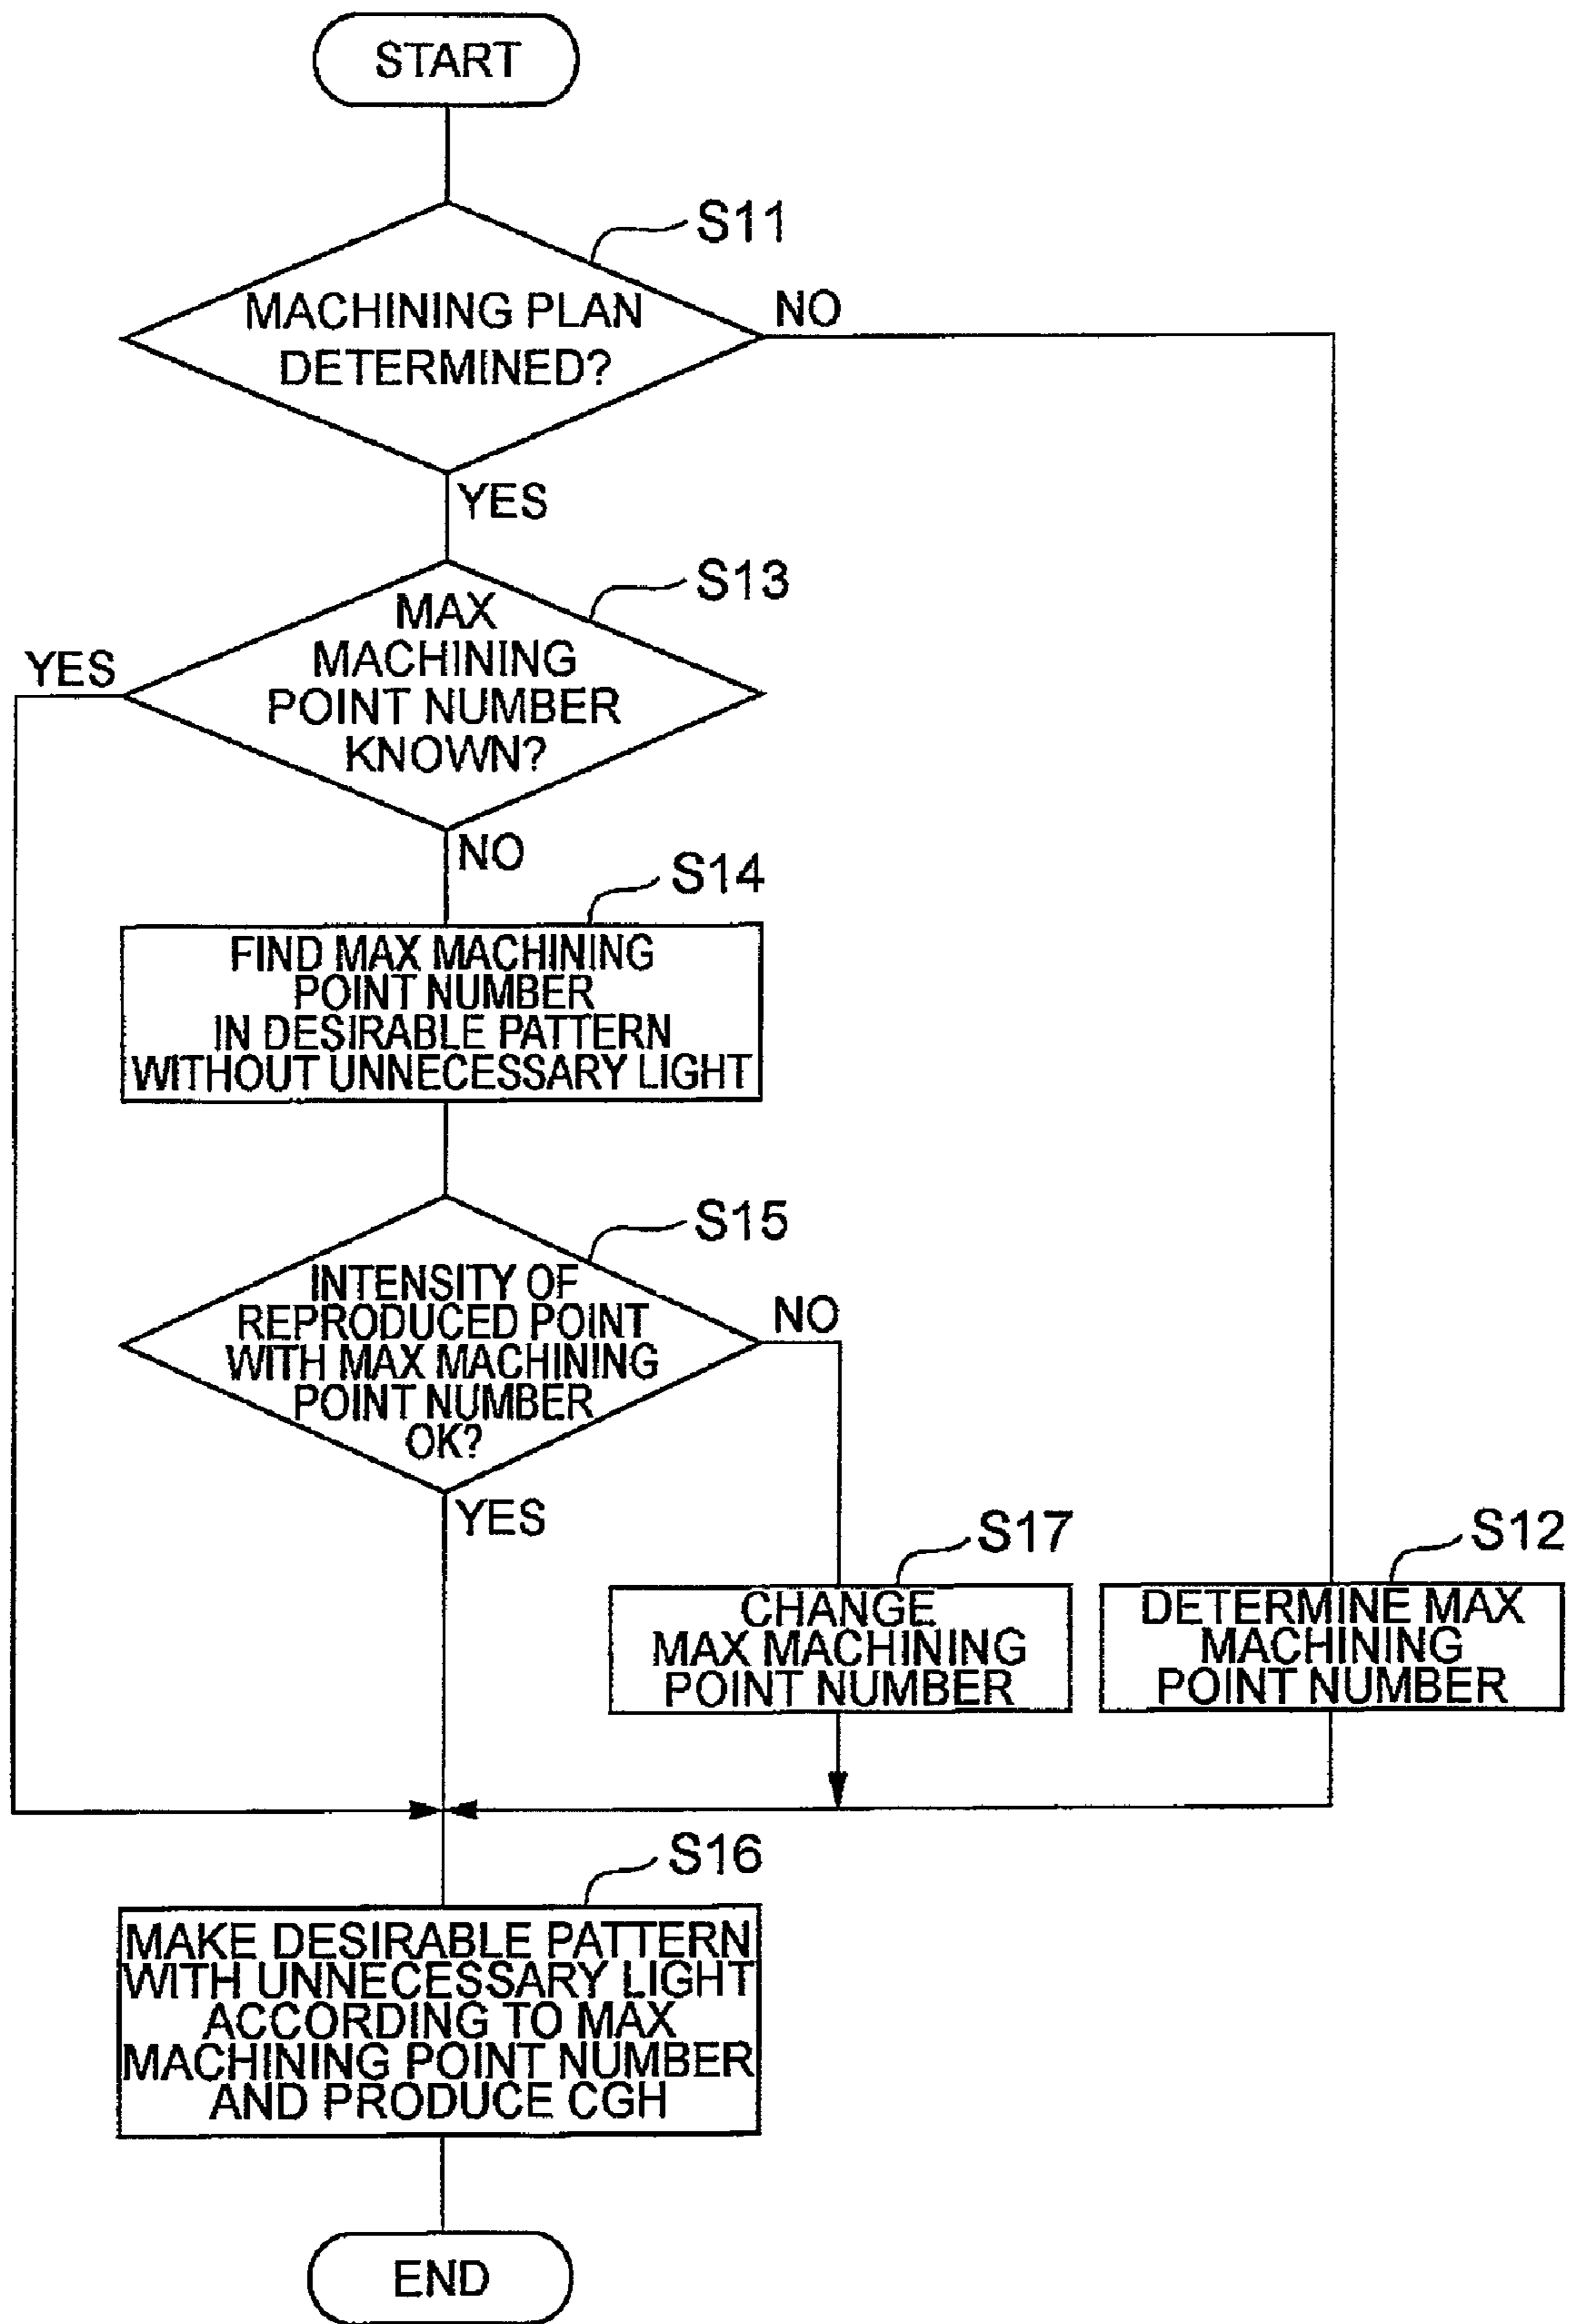 START
S11
MACHINING PLAN
DETERMINED?
NO
YES
S13
MAX
MACHINING
POINT NUMBER
KNOWN?
YES
NO
S14
FIND MAX MACHINING
POINT NUMBER
IN DESIRABLE PATTERN
WITHOUT UNNECESSARY LIGHT
S15
INTENSITY OF
REPRODUCED POINT
WITH MAX MACHINING
POINT NUMBER
OK?
NO
YES
S17
CHANGE
MAX MACHINING
POINT NUMBER
S12
DETERMINE MAX
MACHINING
POINT NUMBER
S16
MAKE DESIRABLE PATTERN
WITH UNNECESSARY LIGHT
ACCORDING TO MAX
MACHINING POINT NUMBER
AND PRODUCE CGH
END